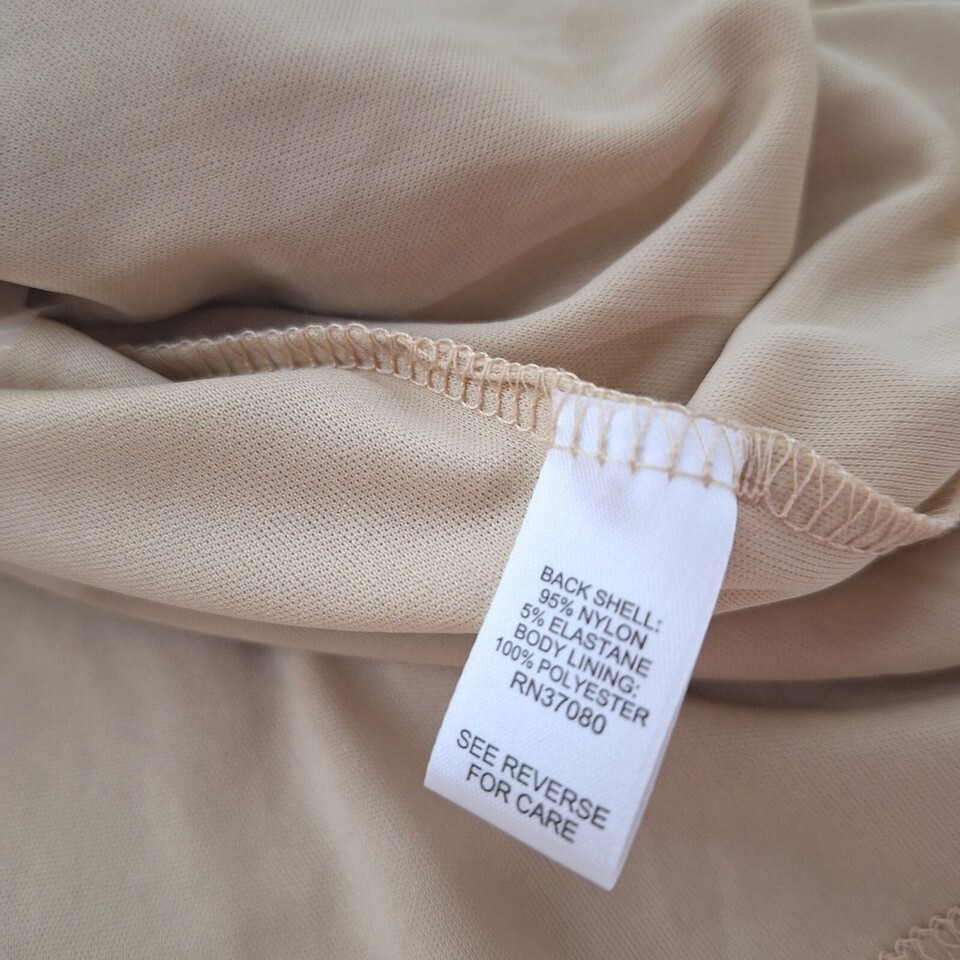 BACK SHELL:
95% NYLON
5% ELASTANE
BODY LINING:
100% POLYESTER
RN37080
SEE REVERSE
FOR CARE